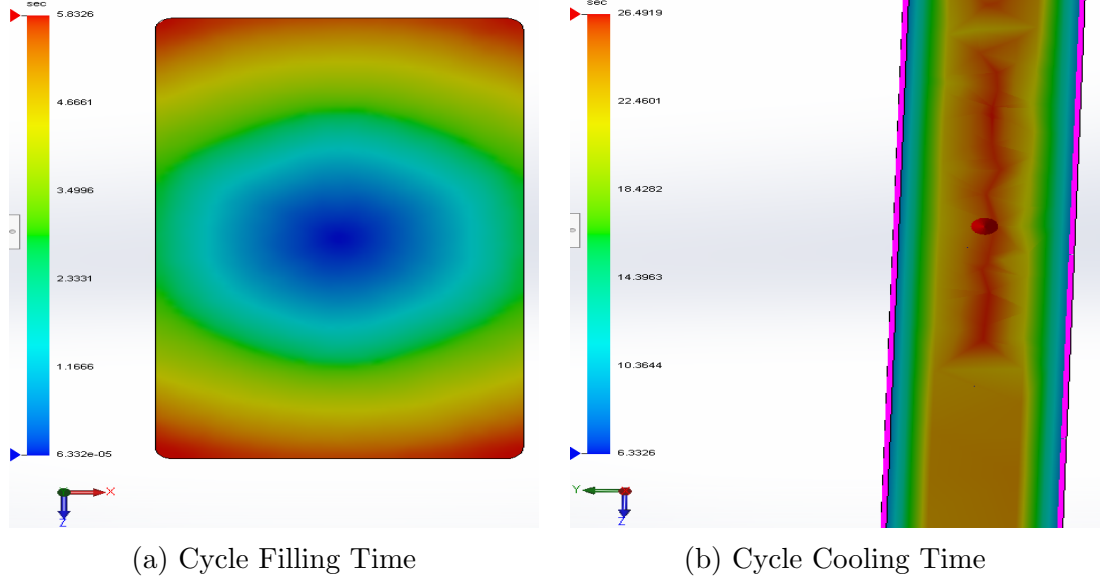 sec
5.8326
4.6661
3.4996
2.3331
1.1666
6.332e-05
X
Z
(a) Cycle Filling Time
sec
26.4919
22.4601
18.4282
14.3963
10.3644
6.3326
Y
Z
(b) Cycle Cooling Time